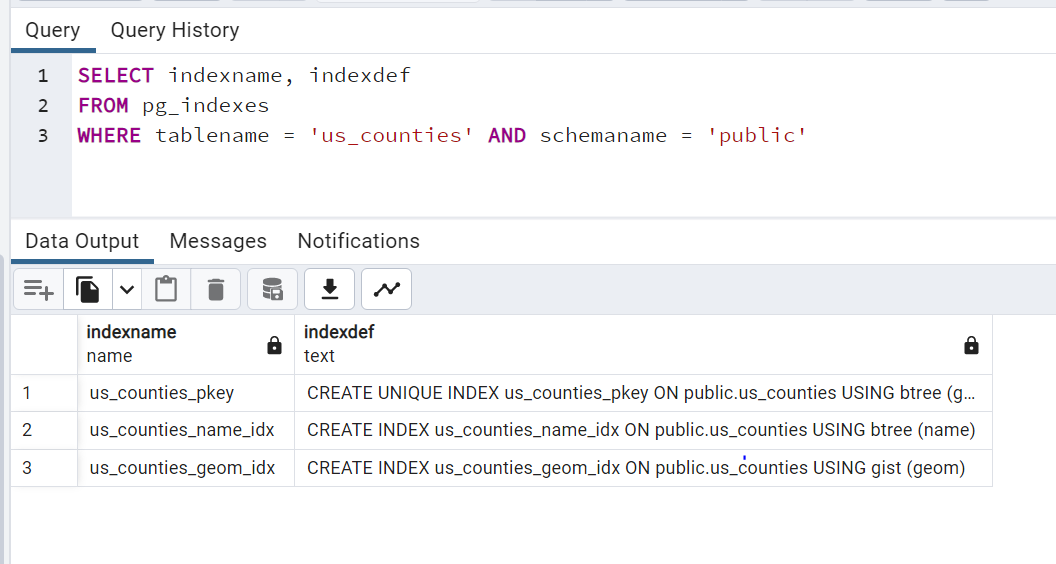 Query Query History
1 SELECT indexname, indexdef
2 FROM pg_indexes
3 WHERE tablename = 'us_counties' AND schemaname = 'public'
Data Output Messages Notifications
indexname indexdef
name text
1 us_counties_pkey CREATE UNIQUE INDEX us_counties_pkey ON public.us_counties USING btree (g...
2 us_counties_name_idx CREATE INDEX us_counties_name_idx ON public.us_counties USING btree (name)
3 us_counties_geom_idx CREATE INDEX us_counties_geom_idx ON public.us_counties USING gist (geom)